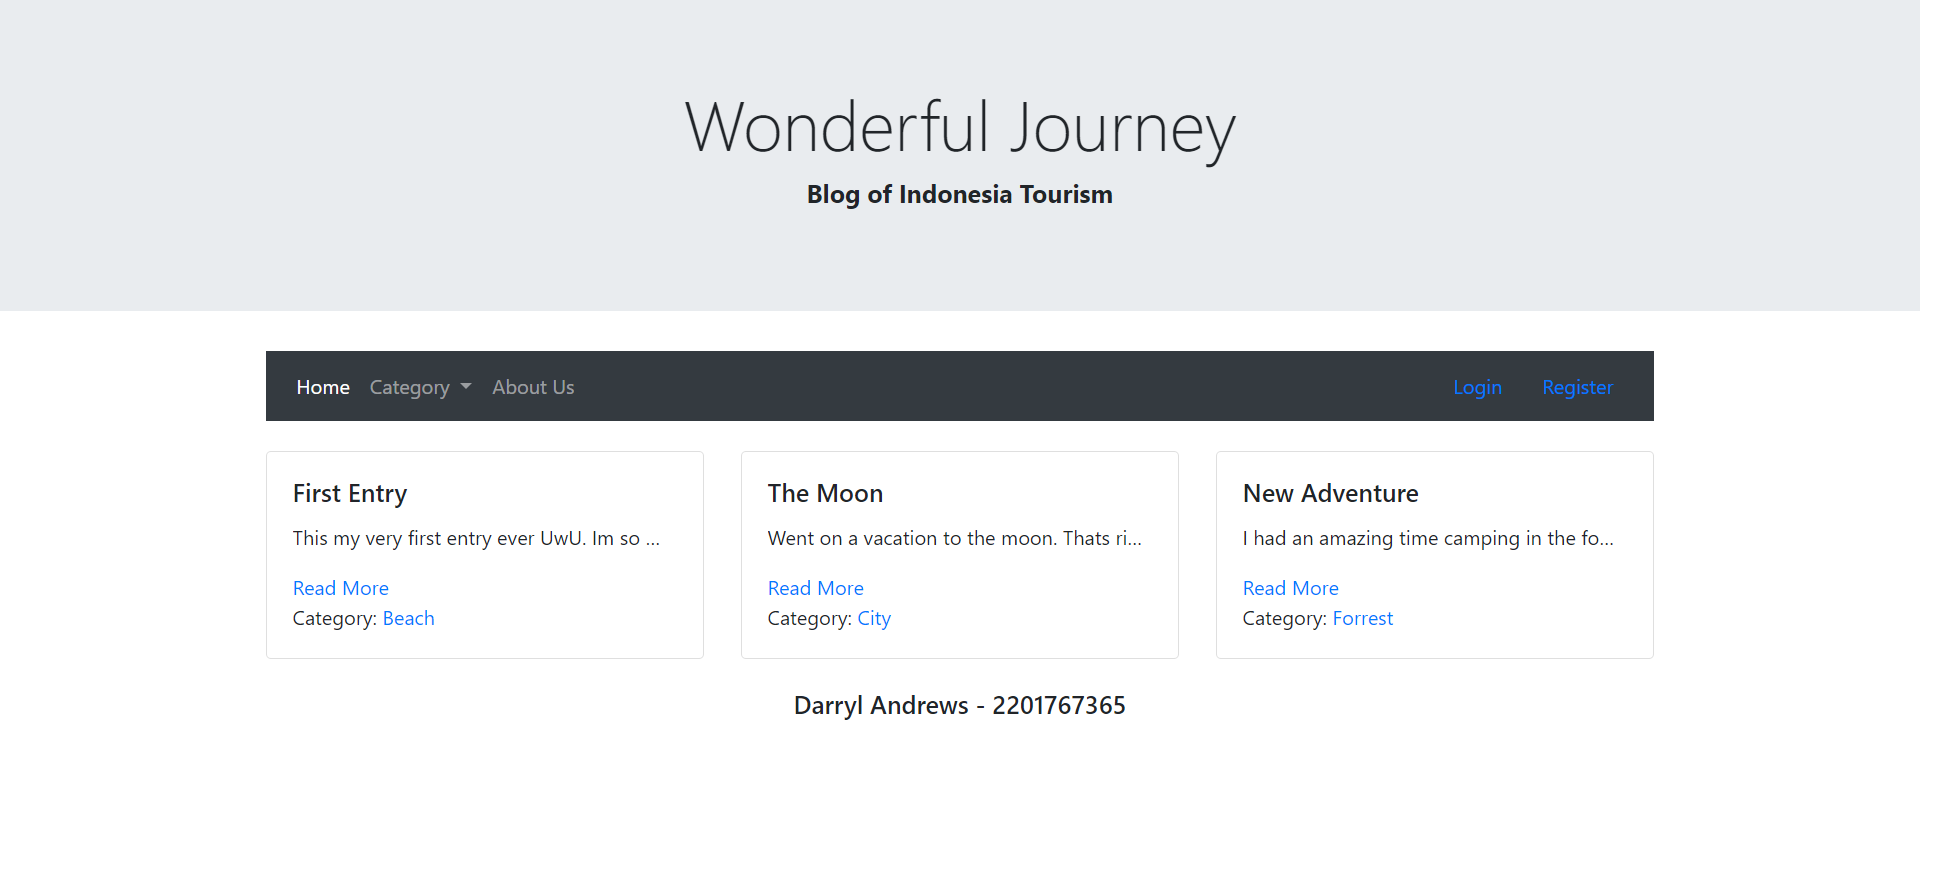 Wonderful Journey
Blog of Indonesia Tourism
Home Category About Us Login Register
First Entry
This my very first entry ever UwU. Im so ...
Read More
Category: Beach
The Moon
Went on a vacation to the moon. Thats ri...
Read More
Category: City
New Adventure
I had an amazing time camping in the fo...
Read More
Category: Forrest
Darryl Andrews - 2201767365